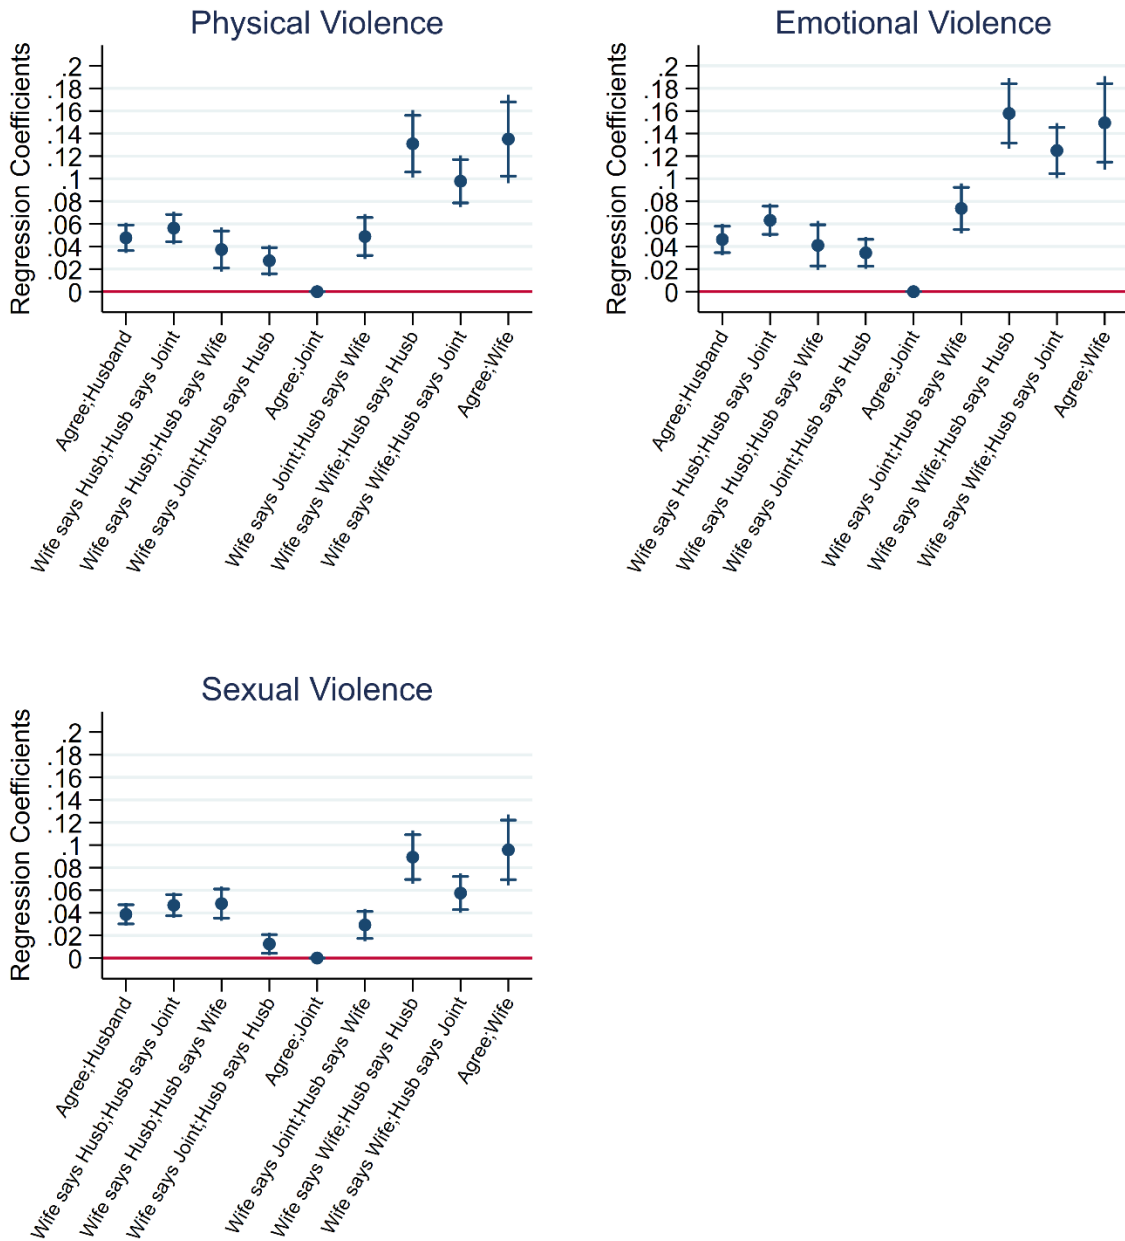 Physical Violence
Regression Coefficients
.2
.18
.16
.14
.12
.1
.08
.06
.04
.02
0
Agree;Husband
Wife says Husb;Husb says Joint
Wife says Husb;Husb says Wife
Wife says Joint;Husb says Husb
Agree;Joint
Wife says Joint;Husb says Wife
Wife says Wife;Husb says Husb
Wife says Wife;Husb says Joint
Agree;Wife
Emotional Violence
Regression Coefficients
.2
.18
.16
.14
.12
.1
.08
.06
.04
.02
0
Agree;Husband
Wife says Husb;Husb says Joint
Wife says Husb;Husb says Wife
Wife says Joint;Husb says Husb
Agree;Joint
Wife says Joint;Husb says Wife
Wife says Wife;Husb says Husb
Wife says Wife;Husb says Joint
Agree;Wife
Sexual Violence
Regression Coefficients
.2
.18
.16
.14
.12
.1
.08
.06
.04
.02
0
Agree;Husband
Wife says Husb;Husb says Joint
Wife says Husb;Husb says Wife
Wife says Joint;Husb says Husb
Agree;Joint
Wife says Joint;Husb says Wife
Wife says Wife;Husb says Husb
Wife says Wife;Husb says Joint
Agree;Wife